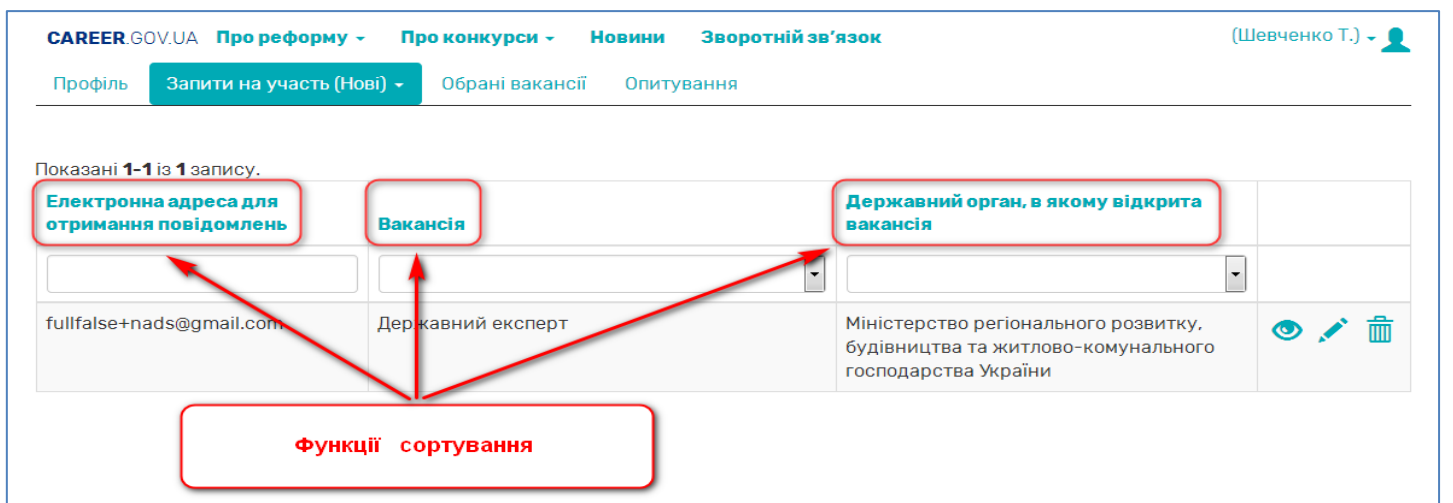 CAREER.GOV.UA Про реформу Про конкурси Новини Зворотній зв’язок (Шевченко Т.)
Профіль Запити на участь (Нові) Обрані вакансії Опитування
Показані 1-1 із 1 запису.
Електронна адреса для
отримання повідомлень
Вакансія
Державний орган, в якому відкрита
вакансія
fullfalse+nads@gmail.com
Державний експерт
Міністерство регіонального розвитку,
будівництва та житлово-комунального
господарства України
Функції сортування